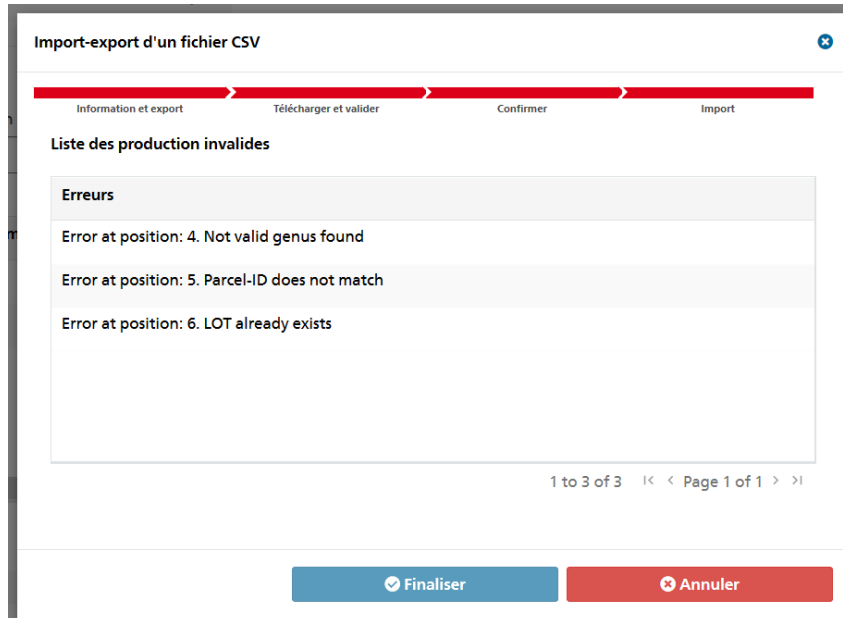 Import-export d'un fichier CSV
Information et export
Télécharger et valider
Confirmer
Import
Liste des production invalides
Erreurs
Error at position: 4. Not valid genus found
Error at position: 5. Parcel-ID does not match
Error at position: 6. LOT already exists
1 to 3 of 3 Page 1 of 1
Finaliser
Annuler